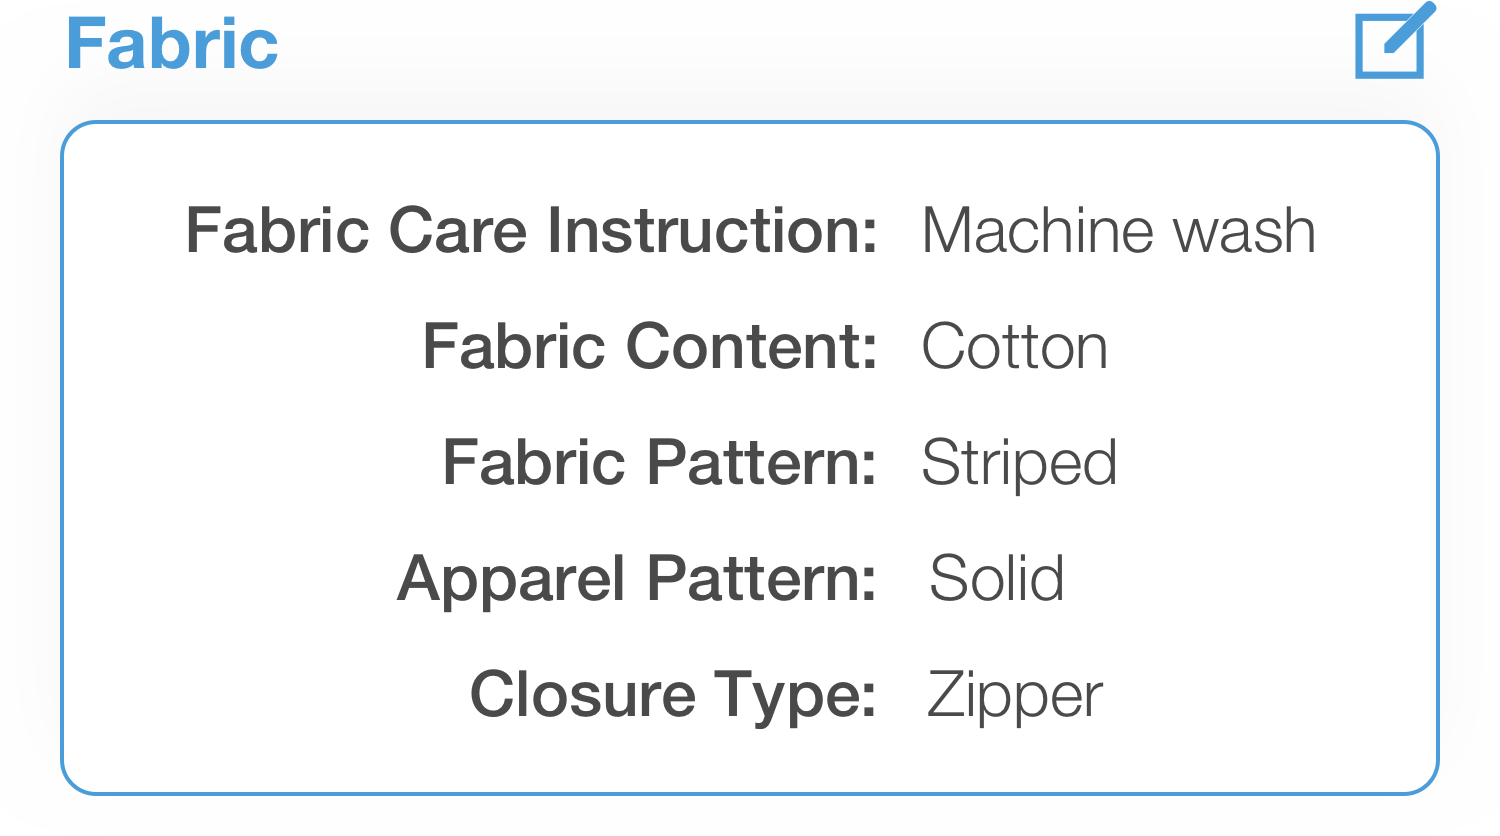 Fabric
Fabric Care Instruction: Machine wash
Fabric Content: Cotton
Fabric Pattern: Striped
Apparel Pattern: Solid
Closure Type: Zipper